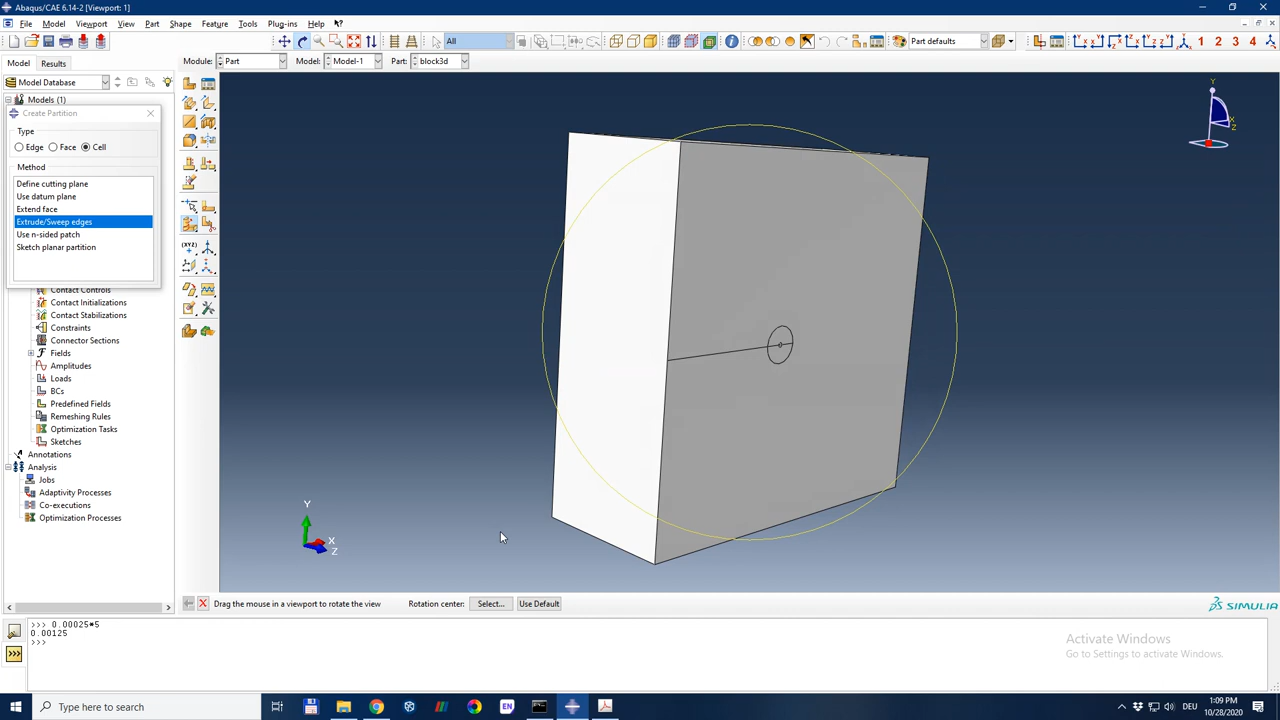 Abaqus/CAE 6.14-2 [Viewport: 1]
File Model Viewport View Part Shape Feature Tools Plug-ins Help
All
Part defaults
1 2 3 4
Model Results
Module: Part Model: Model-1 Part: block3d
Model Database
Models (1)
Create Partition
Type
Edge Face Cell
Method
Define cutting plane
Use datum plane
Extend face
Extrude/Sweep edges
Use n-sided patch
Sketch planar partition
Contact Controls
Contact Initializations
Contact Stabilizations
Constraints
Connector Sections
Fields
Amplitudes
Loads
BCs
Predefined Fields
Remeshing Rules
Optimization Tasks
Sketches
Annotations
Analysis
Jobs
Adaptivity Processes
Co-executions
Optimization Processes
(XYZ)
Y
X
Z
Y
X
Z
Drag the mouse in a viewport to rotate the view Rotation center: Select... Use Default
SIMULIA
>>> 0.00025*5
0.00125
>>>
>>>
Activate Windows
Go to Settings to activate Windows.
Type here to search
EN
DEU
1:09 PM
10/28/2020